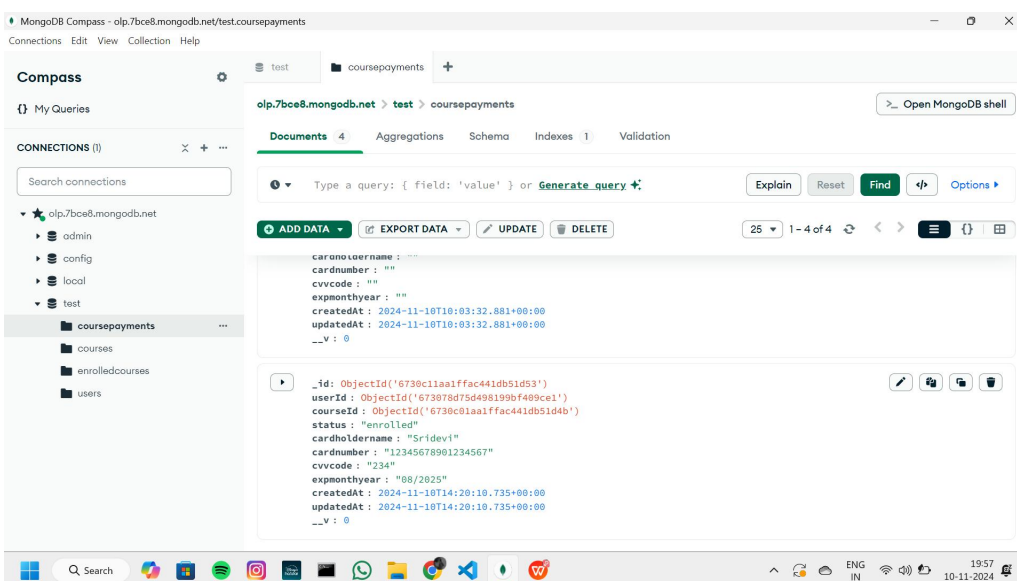 MongoDB Compass - olp.7bce8.mongodb.net/test.coursepayments
Connections Edit View Collection Help
Compass
{} My Queries
CONNECTIONS (1)
Search connections
olp.7bce8.mongodb.net
admin
config
local
test
coursepayments
courses
enrolledcourses
users
test
coursepayments
olp.7bce8.mongodb.net > test > coursepayments
>_ Open MongoDB shell
Documents 4 Aggregations Schema Indexes 1 Validation
Type a query: { field: 'value' } or Generate query
Explain Reset Find </> Options
ADD DATA EXPORT DATA UPDATE DELETE
25 1 – 4 of 4 {}
cardholdername : ""
cardnumber : ""
cvvcode : ""
expmonthyear : ""
createdAt : 2024-11-10T10:03:32.881+00:00
updatedAt : 2024-11-10T10:03:32.881+00:00
__v : 0
_id: ObjectId('6730c11aa1ffac441db51d53')
userId : ObjectId('673078d75d498199bf409ce1')
courseId : ObjectId('6730c01aa1ffac441db51d4b')
status : "enrolled"
cardholdername : "Sridevi"
cardnumber : "12345678901234567"
cvvcode : "234"
expmonthyear : "08/2025"
createdAt : 2024-11-10T14:20:10.735+00:00
updatedAt : 2024-11-10T14:20:10.735+00:00
__v : 0
Search
ENG
IN
19:57
10-11-2024